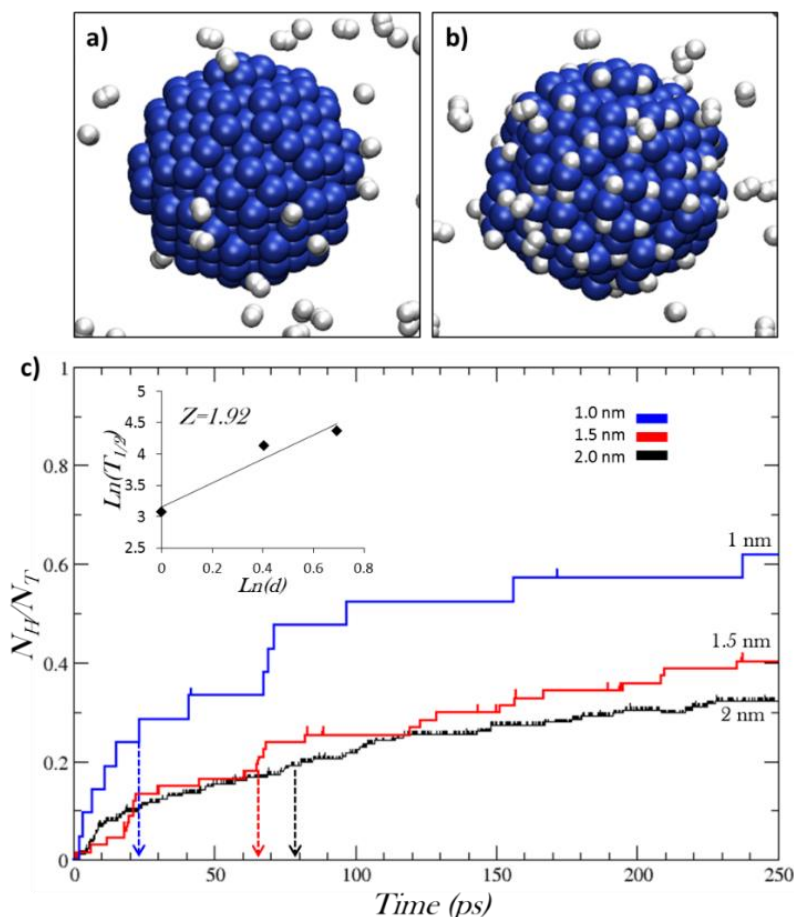 a)
b)
c)
1
0.8
0.6
0.4
0.2
0
N_H/N_T
5
4.5
4
3.5
3
2.5
Ln(T_{1/2})
Z=1.92
0 0.2 0.4 0.6 0.8
Ln(d)
1.0 nm
1.5 nm
2.0 nm
1 nm
1.5 nm
2 nm
0 50 100 150 200 250
Time (ps)